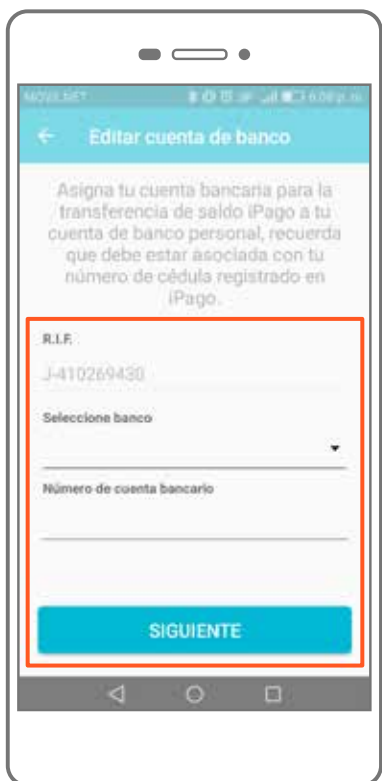 MOVILNET 6:08 p. m.
Editar cuenta de banco
Asigna tu cuenta bancaria para la
transferencia de saldo iPago a tu
cuenta de banco personal, recuerda
que debe estar asociada con tu
número de cédula registrado en
iPago.
R.I.F.
J-410269430
Seleccione banco
Número de cuenta bancario
SIGUIENTE